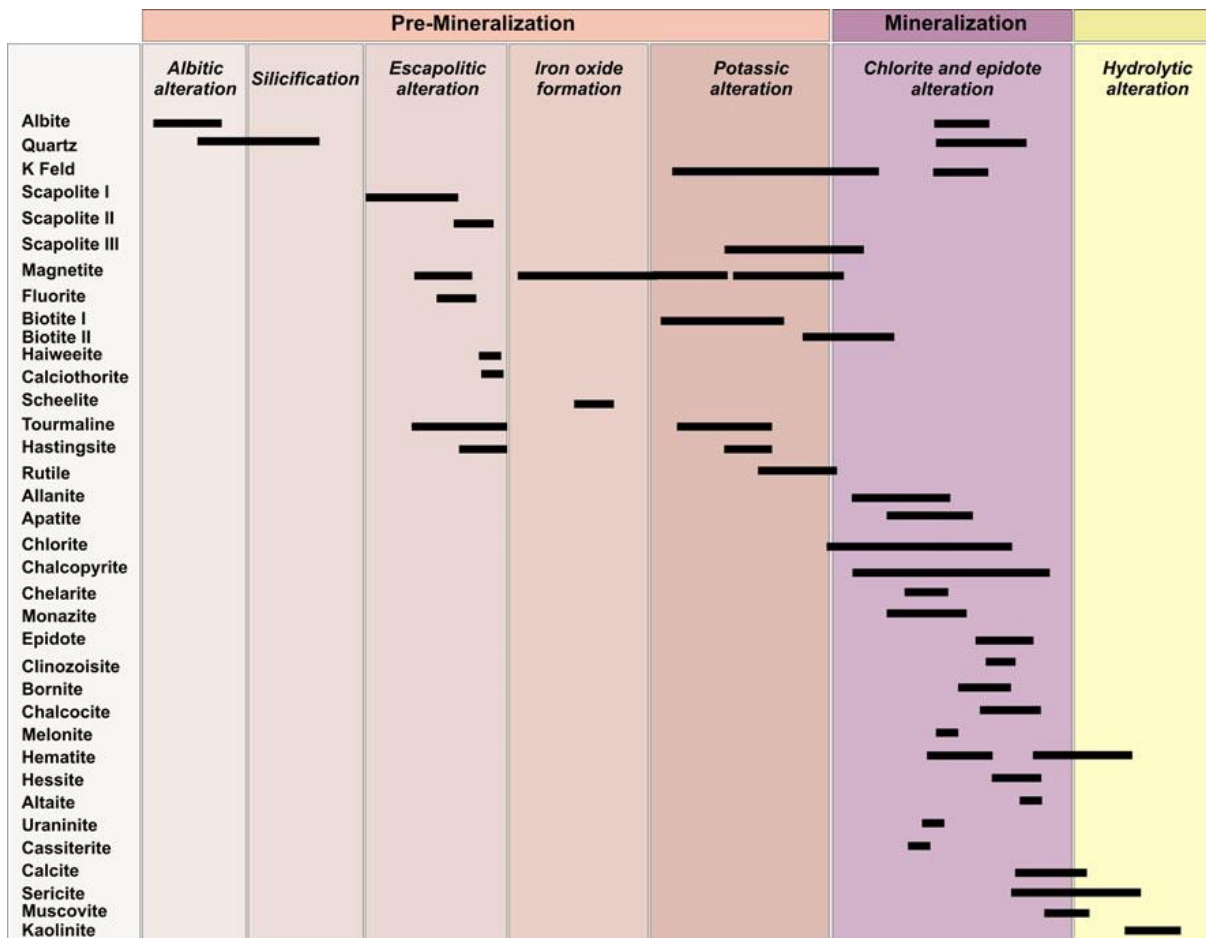 Pre-Mineralization
Mineralization
Albitic
alteration
Silicification
Escapolitic
alteration
Iron oxide
formation
Potassic
alteration
Chlorite and epidote
alteration
Hydrolytic
alteration
Albite
Quartz
K Feld
Scapolite I
Scapolite II
Scapolite III
Magnetite
Fluorite
Biotite I
Biotite II
Haiweeite
Calciothorite
Scheelite
Tourmaline
Hastingsite
Rutile
Allanite
Apatite
Chlorite
Chalcopyrite
Chelarite
Monazite
Epidote
Clinozoisite
Bornite
Chalcocite
Melonite
Hematite
Hessite
Altaite
Uraninite
Cassiterite
Calcite
Sericite
Muscovite
Kaolinite